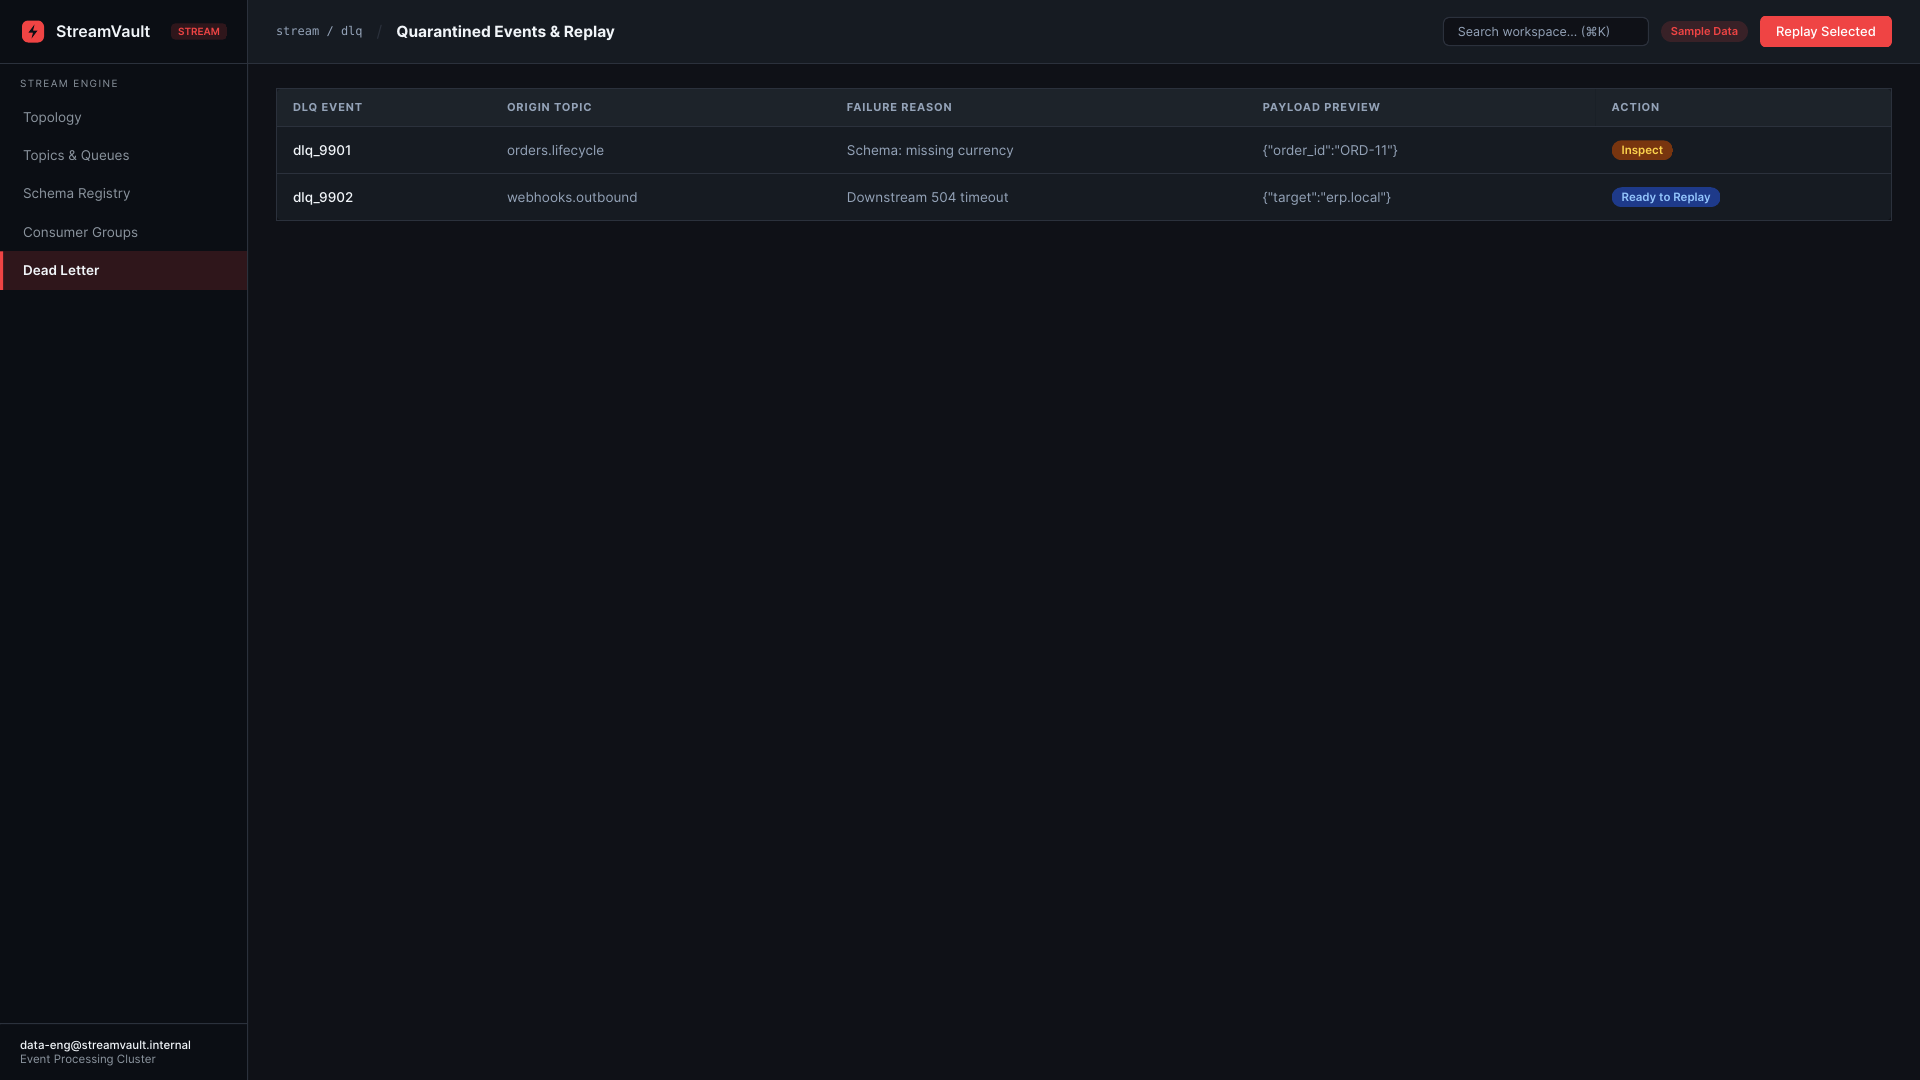 StreamVault STREAM
stream / dlq / Quarantined Events & Replay
Search workspace... (⌘K) Sample Data Replay Selected
STREAM ENGINE
Topology
Topics & Queues
Schema Registry
Consumer Groups
Dead Letter
DLQ EVENT ORIGIN TOPIC FAILURE REASON PAYLOAD PREVIEW ACTION
dlq_9901 orders.lifecycle Schema: missing currency {"order_id":"ORD-11"} Inspect
dlq_9902 webhooks.outbound Downstream 504 timeout {"target":"erp.local"} Ready to Replay
data-eng@streamvault.internal
Event Processing Cluster